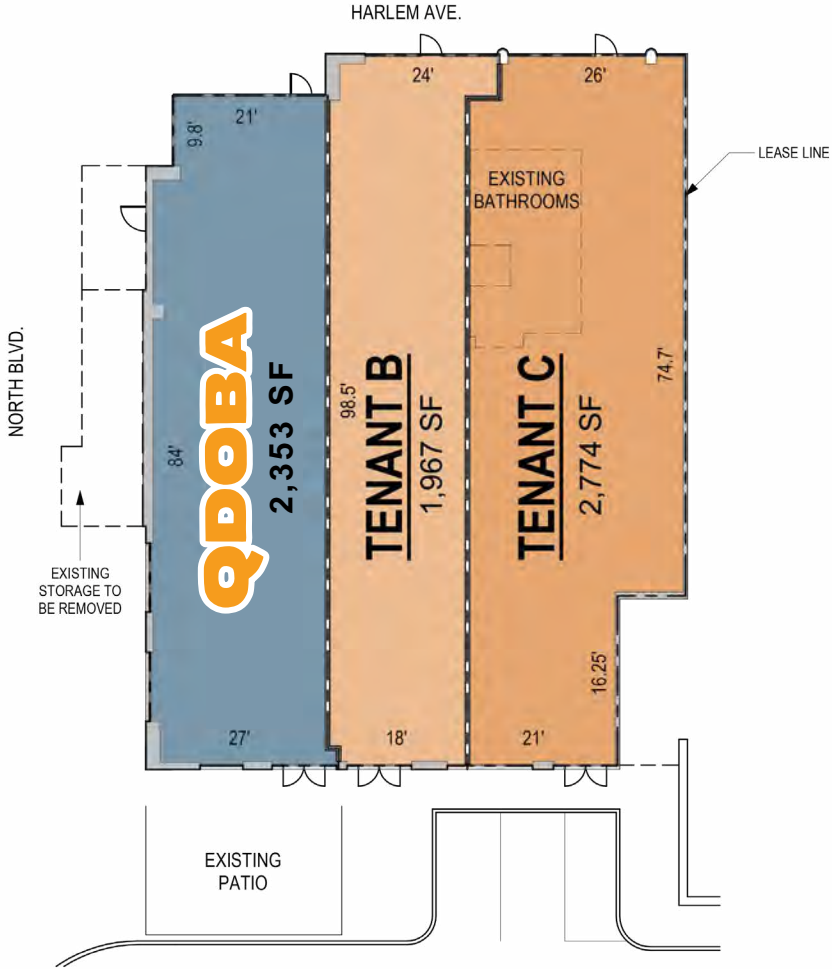 HARLEM AVE.
24'
26'
21'
9.8'
LEASE LINE
EXISTING
BATHROOMS
NORTH BLVD.
84'
QDOBA
2,353 SF
98.5'
TENANT B
1,967 SF
TENANT C
2,774 SF
74.7'
EXISTING
STORAGE TO
BE REMOVED
16.25'
27'
18'
21'
EXISTING
PATIO